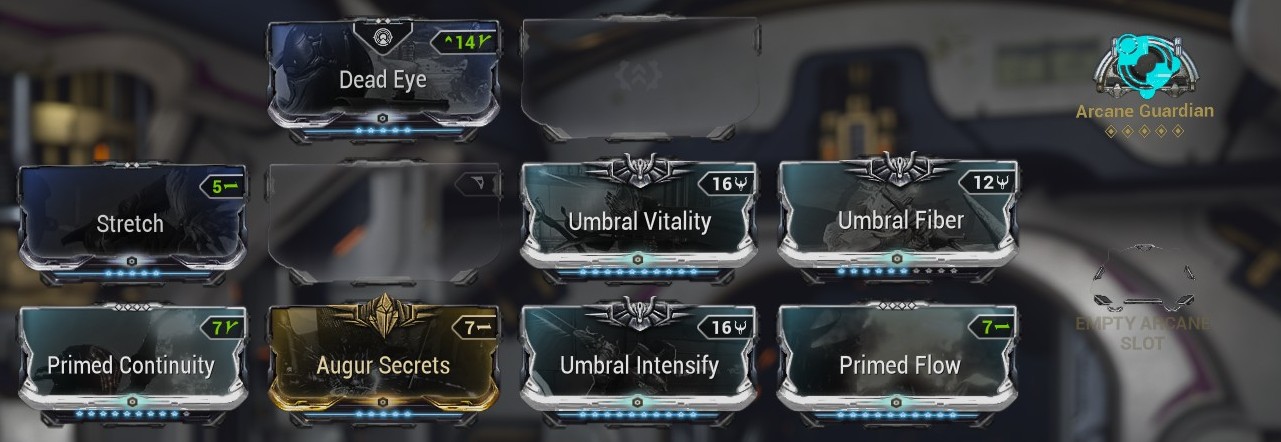 14
Dead Eye
Arcane Guardian
5
Stretch
16
Umbral Vitality
12
Umbral Fiber
EMPTY ARCANE
SLOT
7
Primed Continuity
7
Augur Secrets
16
Umbral Intensify
7
Primed Flow